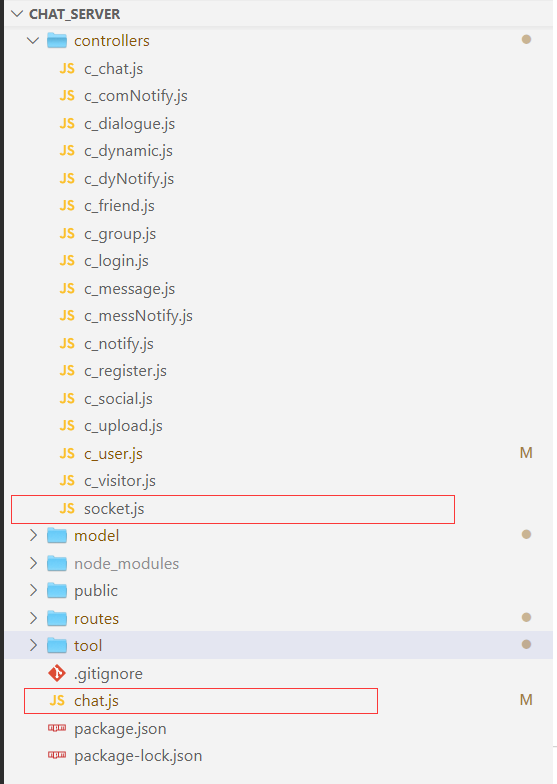 CHAT_SERVER
controllers
JS c_chat.js
JS c_comNotify.js
JS c_dialogue.js
JS c_dynamic.js
JS c_dyNotify.js
JS c_friend.js
JS c_group.js
JS c_login.js
JS c_message.js
JS c_messNotify.js
JS c_notify.js
JS c_register.js
JS c_social.js
JS c_upload.js
JS c_user.js M
JS c_visitor.js
JS socket.js
model
node_modules
public
routes
tool
.gitignore
JS chat.js M
package.json
package-lock.json